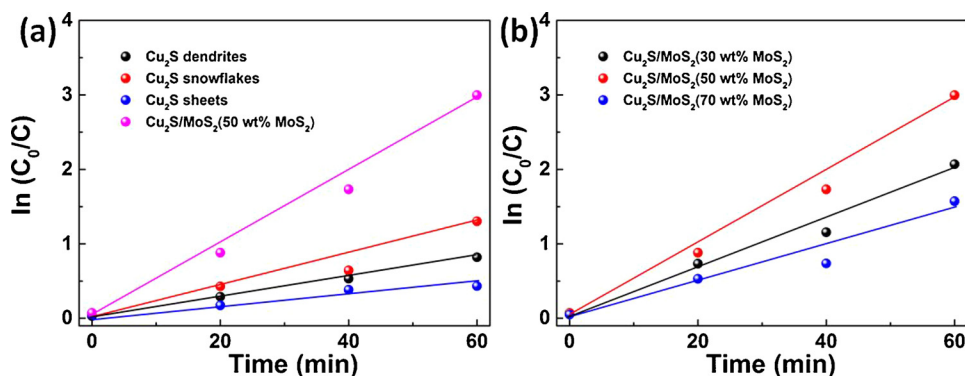 (a)
Cu₂S dendrites
Cu₂S snowflakes
Cu₂S sheets
Cu₂S/MoS₂(50 wt% MoS₂)
ln (C₀/C)
4
3
2
1
0
0 20 40 60
Time (min)
(b)
Cu₂S/MoS₂(30 wt% MoS₂)
Cu₂S/MoS₂(50 wt% MoS₂)
Cu₂S/MoS₂(70 wt% MoS₂)
ln (C₀/C)
4
3
2
1
0
0 20 40 60
Time (min)